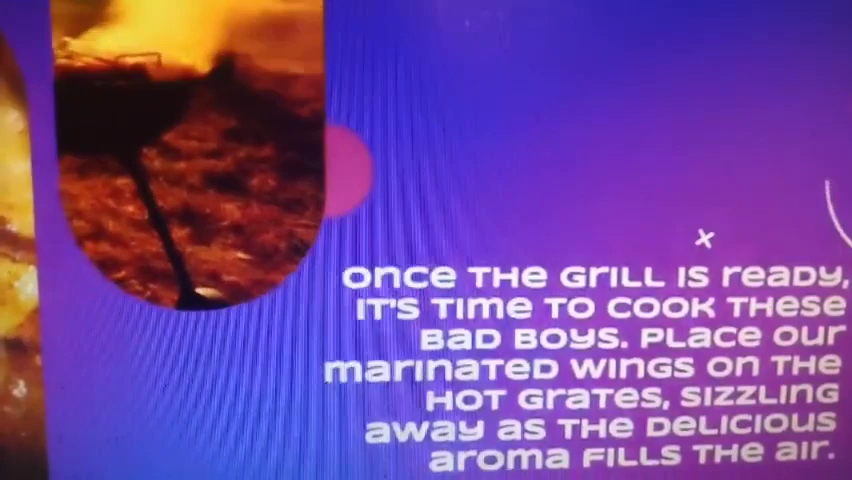 Once the grill is ready,
it's time to cook these
bad boys. Place our
marinated wings on the
hot grates, sizzling
away as the delicious
aroma fills the air.